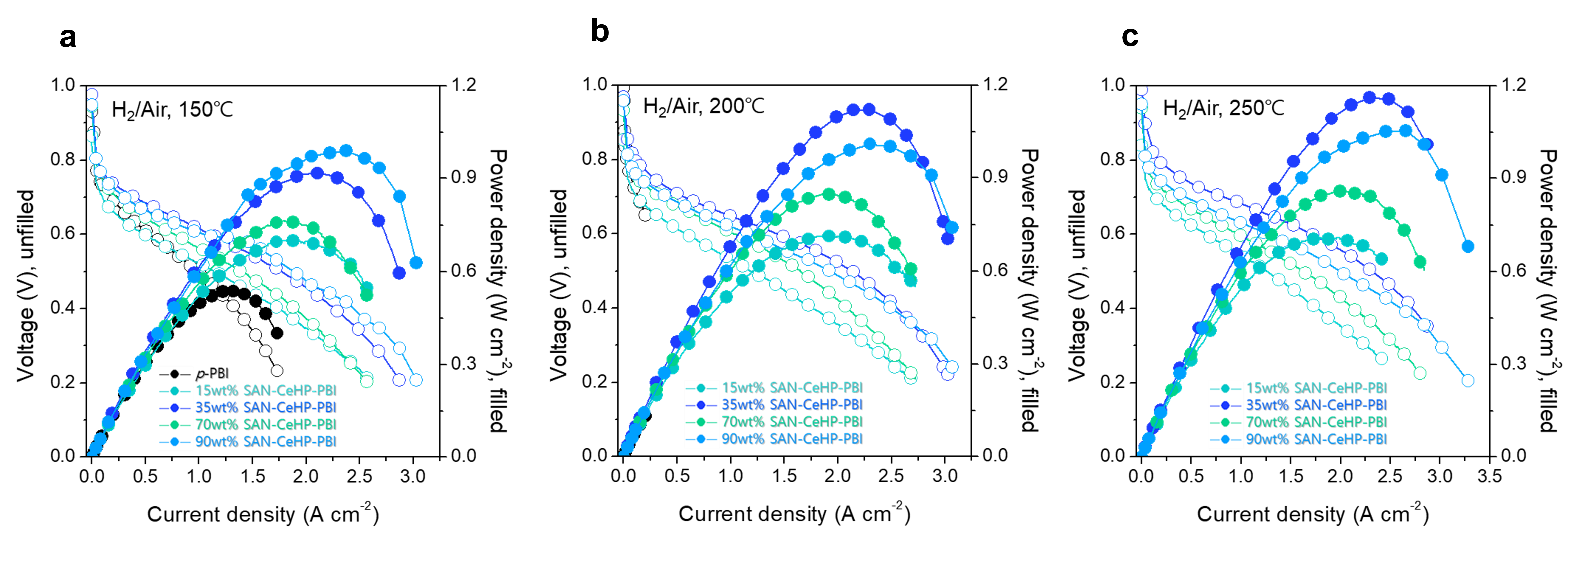 a
H2/Air, 150℃
1.0
0.8
0.6
0.4
0.2
0.0
Voltage (V), unfilled
1.2
0.9
0.6
0.3
0.0
Power density (W cm-2), filled
p-PBI
15wt% SAN-CeHP-PBI
35wt% SAN-CeHP-PBI
70wt% SAN-CeHP-PBI
90wt% SAN-CeHP-PBI
0.0 0.5 1.0 1.5 2.0 2.5 3.0
Current density (A cm-2)
b
H2/Air, 200℃
1.0
0.8
0.6
0.4
0.2
0.0
Voltage (V), unfilled
1.2
0.9
0.6
0.3
0.0
Power density (W cm-2), filled
15wt% SAN-CeHP-PBI
35wt% SAN-CeHP-PBI
70wt% SAN-CeHP-PBI
90wt% SAN-CeHP-PBI
0.0 0.5 1.0 1.5 2.0 2.5 3.0
Current density (A cm-2)
c
H2/Air, 250℃
1.0
0.8
0.6
0.4
0.2
0.0
Voltage (V), unfilled
1.2
0.9
0.6
0.3
0.0
Power density (W cm-2), filled
15wt% SAN-CeHP-PBI
35wt% SAN-CeHP-PBI
70wt% SAN-CeHP-PBI
90wt% SAN-CeHP-PBI
0.0 0.5 1.0 1.5 2.0 2.5 3.0 3.5
Current density (A cm-2)